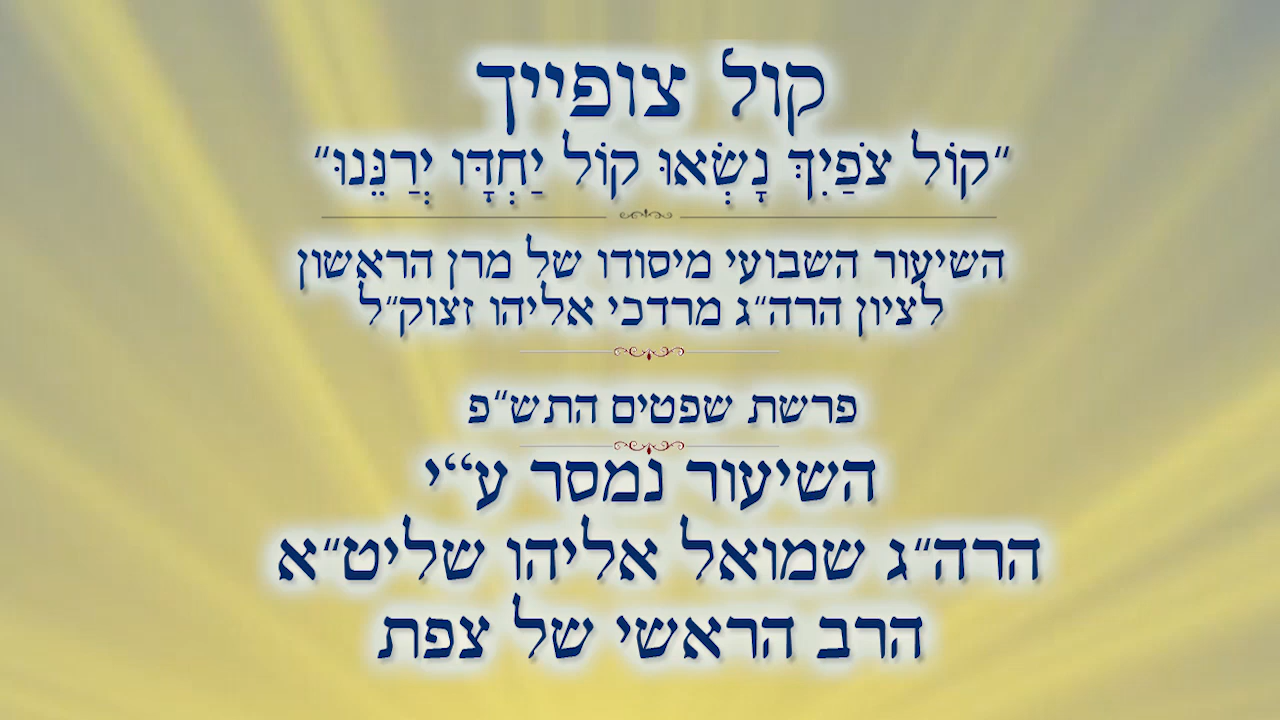 קול צופייך
"קוֹל צֹפַיִךְ נָשְׂאוּ קוֹל יַחְדָּו יְרַנֵּנוּ"
השיעור השבועי מיסודו של מרן הראשון
לציון הרה"ג מרדכי אליהו זצוק"ל
פרשת שפטים התש"פ
השיעור נמסר ע"י
הרה"ג שמואל אליהו שליט"א
הרב הראשי של צפת